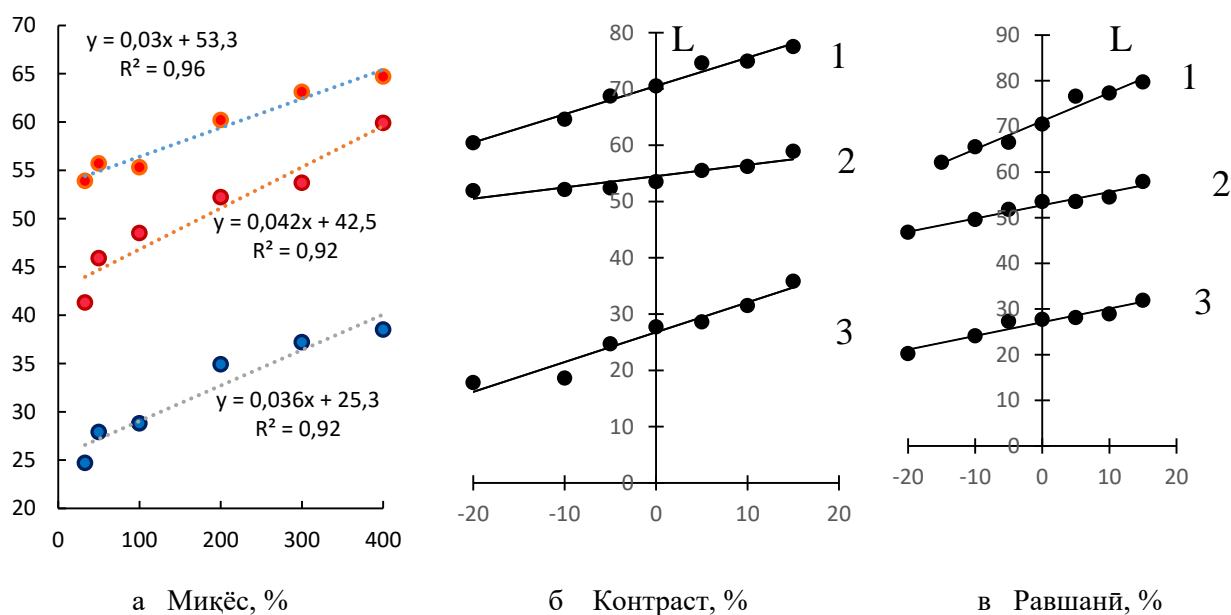 70
65
60
55
50
45
40
35
30
25
20
y = 0,03x + 53,3
R² = 0,96
y = 0,042x + 42,5
R² = 0,92
y = 0,036x + 25,3
R² = 0,92
0 100 200 300 400
а Миқёс, %
L
80
70
60
50
40
30
20
10
0
1
2
3
-20 -10 0 10 20
б Контраст, %
L
90
80
70
60
50
40
30
20
10
0
1
2
3
-20 -10 0 10 20
в Равшанӣ, %